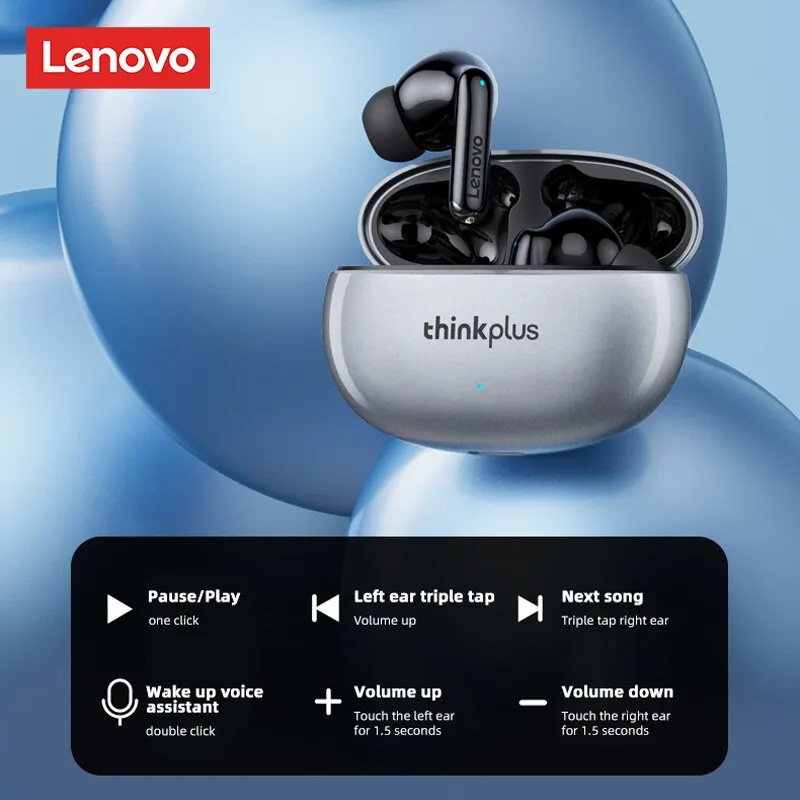 Lenovo
Lenovo
thinkplus
Pause/Play
one click
Left ear triple tap
Volume up
Next song
Triple tap right ear
Wake up voice
assistant
double click
Volume up
Touch the left ear
for 1.5 seconds
Volume down
Touch the right ear
for 1.5 seconds